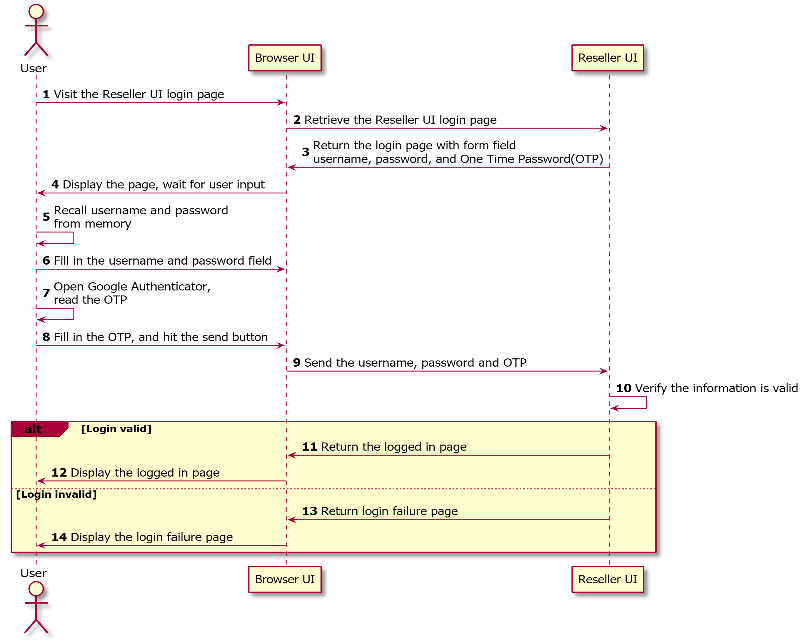 User
Browser UI
Reseller UI
1 Visit the Reseller UI login page
2 Retrieve the Reseller UI login page
3 Return the login page with form field
username, password, and One Time Password(OTP)
4 Display the page, wait for user input
5 Recall username and password
from memory
6 Fill in the username and password field
7 Open Google Authenticator,
read the OTP
8 Fill in the OTP, and hit the send button
9 Send the username, password and OTP
10 Verify the information is valid
alt [Login valid]
11 Return the logged in page
12 Display the logged in page
[Login invalid]
13 Return login failure page
14 Display the login failure page
User
Browser UI
Reseller UI